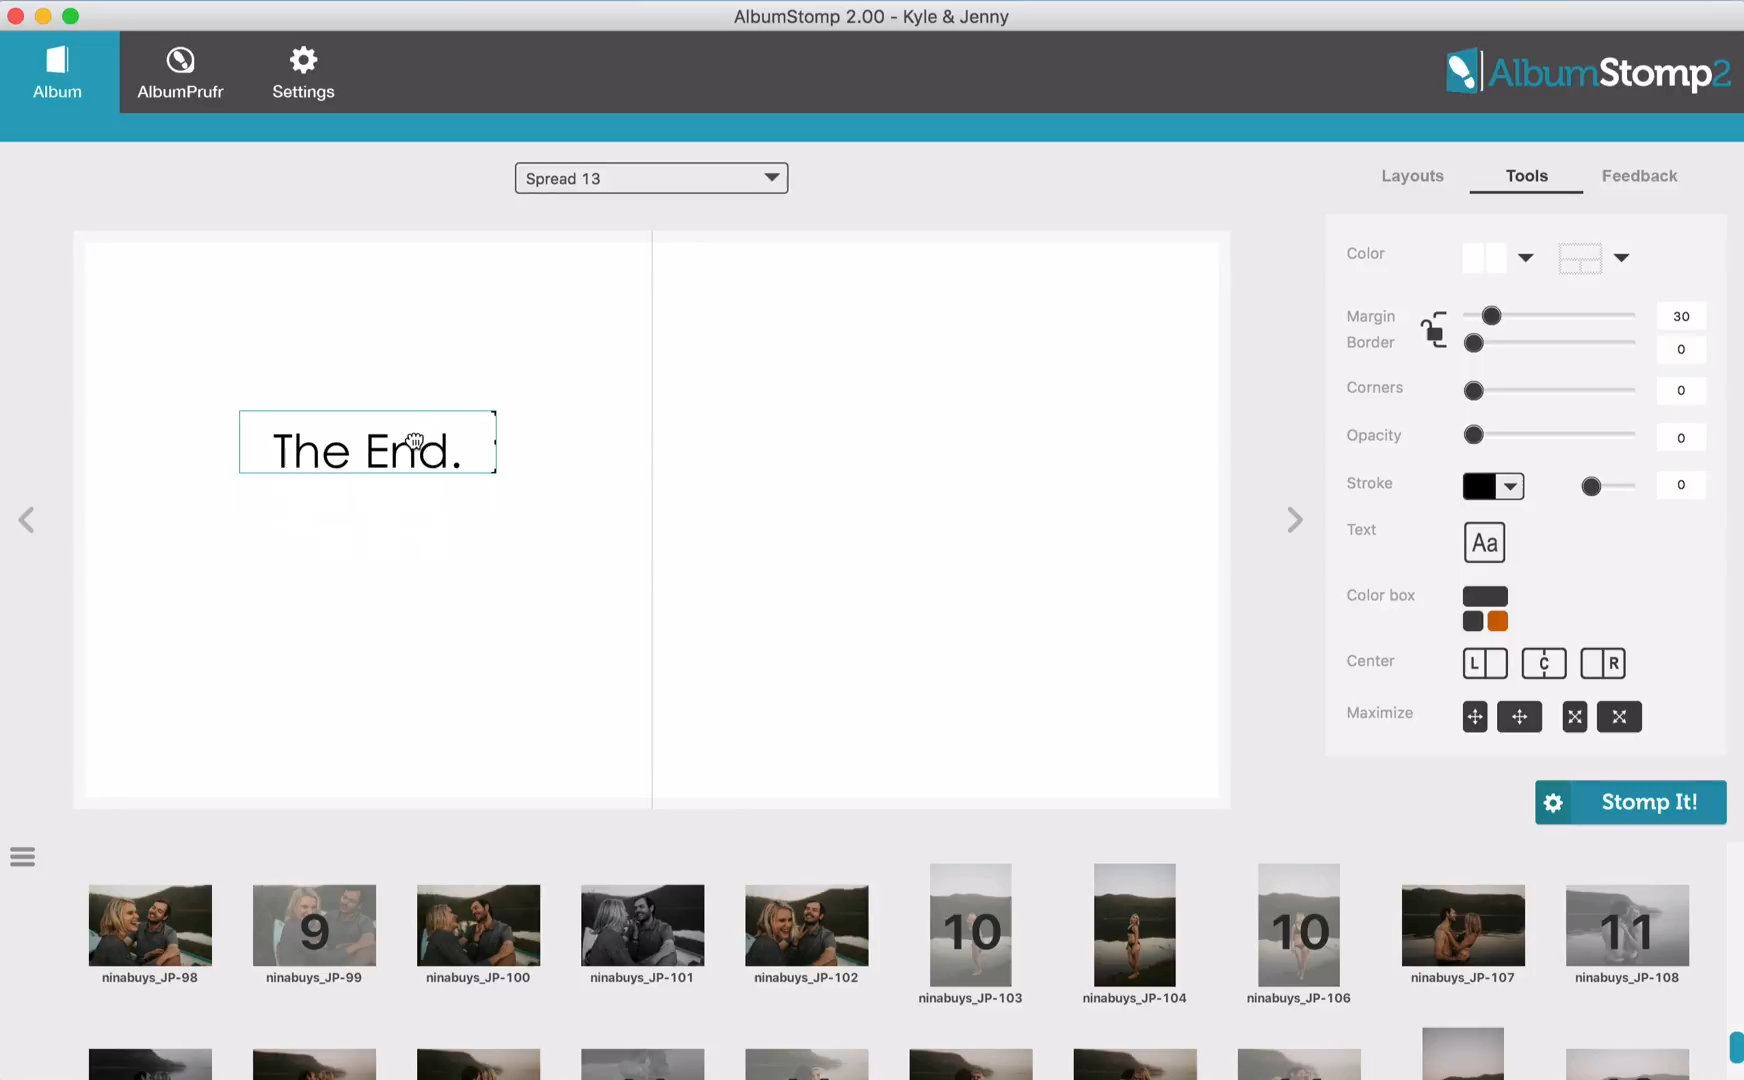 AlbumStomp 2.00 - Kyle & Jenny
Album
AlbumPrufr
Settings
AlbumStomp2
Spread 13
Layouts
Tools
Feedback
Color
Margin
30
Border
0
Corners
0
Opacity
0
Stroke
0
Text
Aa
Color box
Center
L
C
R
Maximize
The End.
Stomp It!
9
10
10
11
ninabuys_JP-98
ninabuys_JP-99
ninabuys_JP-100
ninabuys_JP-101
ninabuys_JP-102
ninabuys_JP-103
ninabuys_JP-104
ninabuys_JP-106
ninabuys_JP-107
ninabuys_JP-108